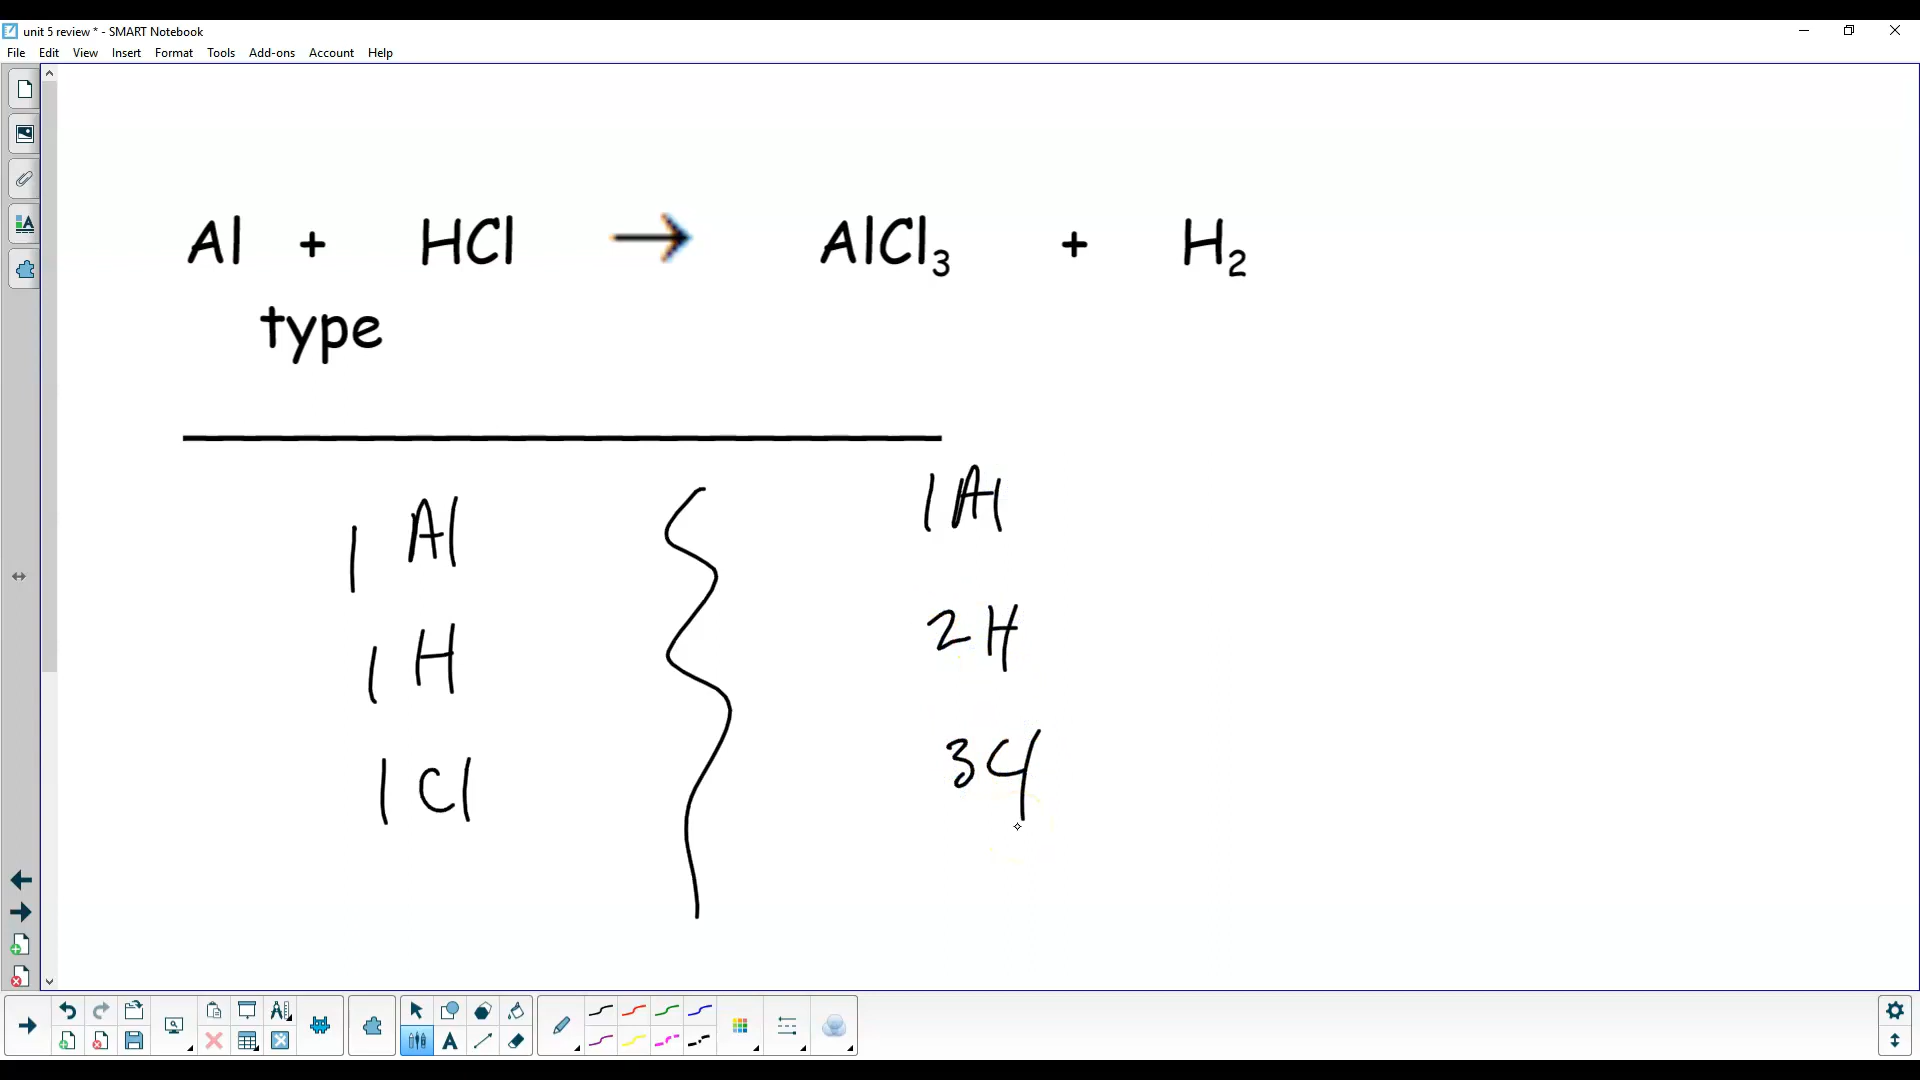 unit 5 review * - SMART Notebook
File Edit View Insert Format Tools Add-ons Account Help
Al + HCl → AlCl₃ + H₂
type
1 Al 1 Al
1 H 2 H
1 Cl 3 Cl